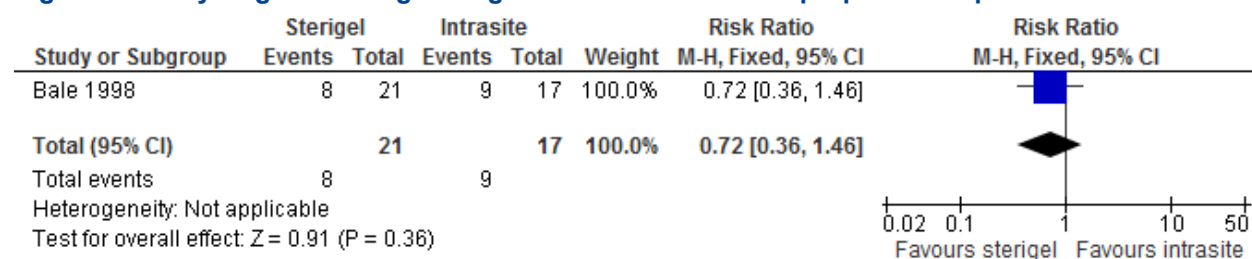 Sterigel Intrasite Risk Ratio Risk Ratio
Study or Subgroup Events Total Events Total Weight M-H, Fixed, 95% CI M-H, Fixed, 95% CI
Bale 1998 8 21 9 17 100.0% 0.72 [0.36, 1.46]
Total (95% CI) 21 17 100.0% 0.72 [0.36, 1.46]
Total events 8 9
Heterogeneity: Not applicable
Test for overall effect: Z = 0.91 (P = 0.36)
0.02 0.1 1 10 50
Favours sterigel Favours intrasite